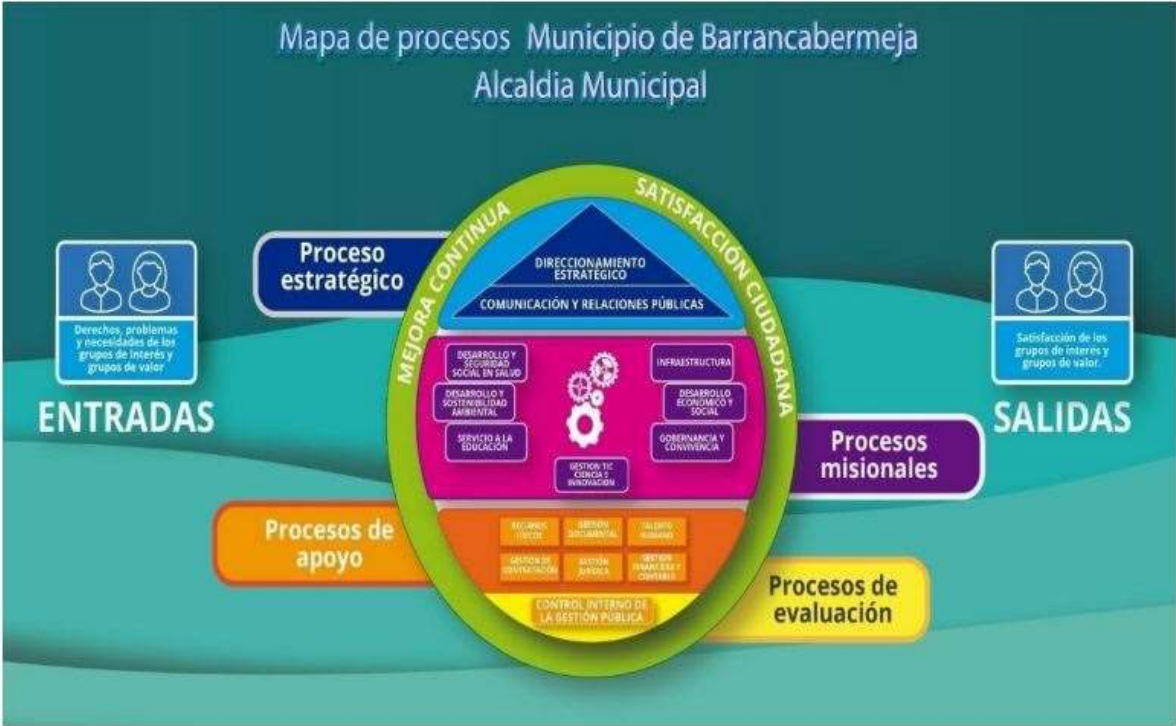 Mapa de procesos Municipio de Barrancabermeja
Alcaldia Municipal
MEJORA CONTINUA
SATISFACCIÓN CIUDADANA
Proceso
estratégico
DIRECCIONAMIENTO
ESTRATÉGICO
COMUNICACIÓN Y RELACIONES PÚBLICAS
Derechos, problemas
y necesidades de los
grupos de interés y
grupos de valor
ENTRADAS
Satisfacción de los
grupos de interés y
grupos de valor.
SALIDAS
DESARROLLO Y
SEGURIDAD
SOCIAL EN SALUD
INFRAESTRUCTURA
DESARROLLO Y
SOSTENIBILIDAD
AMBIENTAL
DESARROLLO
ECONOMICO Y
SOCIAL
SERVICIO A LA
EDUCACIÓN
GOBERNANCIA Y
CONVIVENCIA
GESTION TIC
CIENCIA E
INNOVACION
Procesos
misionales
Procesos de
apoyo
GESTIÓN
DOCUMENTAL
TALENTO
HUMANO
GESTIÓN DE
CONTRATACIÓN
GESTIÓN
JURÍDICA
GESTIÓN
FINANCIERA Y
CONTABLE
CONTROL INTERNO DE
LA GESTIÓN PÚBLICA
Procesos de
evaluación